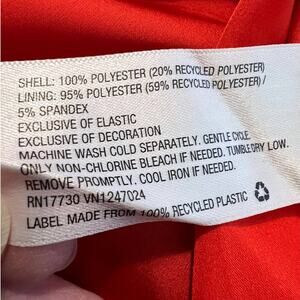 SHELL: 100% POLYESTER (20% RECYCLED POLYESTER)
LINING: 95% POLYESTER (59% RECYCLED POLYESTER) /
5% SPANDEX
EXCLUSIVE OF ELASTIC
EXCLUSIVE OF DECORATION
MACHINE WASH COLD SEPARATELY. GENTLE CYCLE.
ONLY NON-CHLORINE BLEACH IF NEEDED. TUMBLE DRY LOW.
REMOVE PROMPTLY. COOL IRON IF NEEDED.
RN17730 VN1247024
LABEL MADE FROM 100% RECYCLED PLASTIC